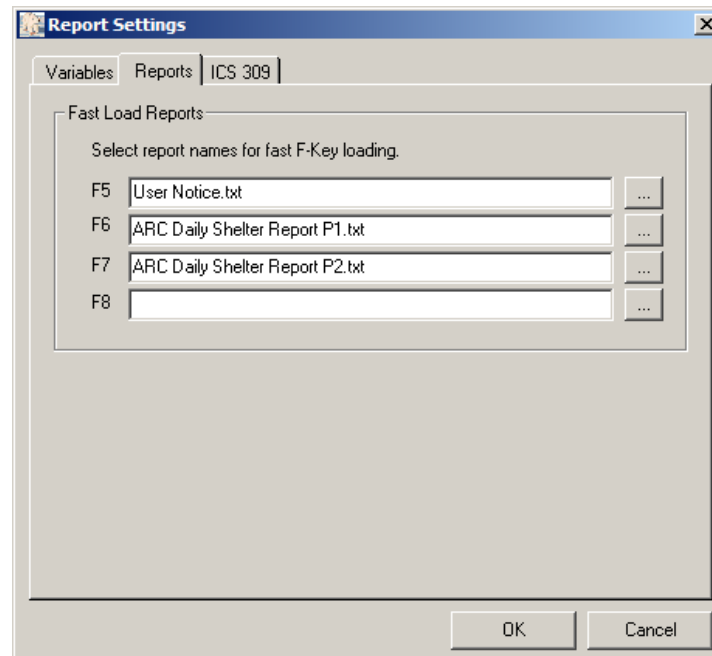 Report Settings
Variables Reports ICS 309
Fast Load Reports
Select report names for fast F-Key loading.
F5 User Notice.txt ...
F6 ARC Daily Shelter Report P1.txt ...
F7 ARC Daily Shelter Report P2.txt ...
F8 ...
OK Cancel